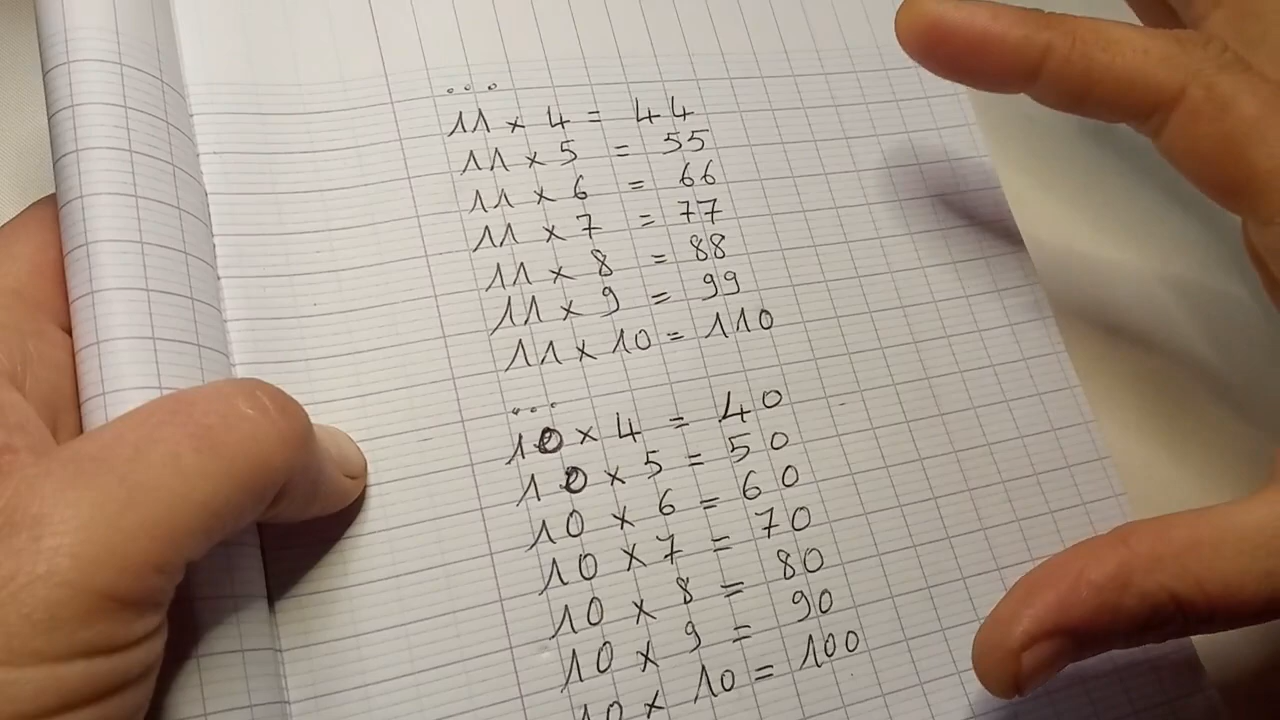 ...
11 x 4 = 44
11 x 5 = 55
11 x 6 = 66
11 x 7 = 77
11 x 8 = 88
11 x 9 = 99
11 x 10 = 110
...
10 x 4 = 40
10 x 5 = 50
10 x 6 = 60
10 x 7 = 70
10 x 8 = 80
10 x 9 = 90
10 x 10 = 100